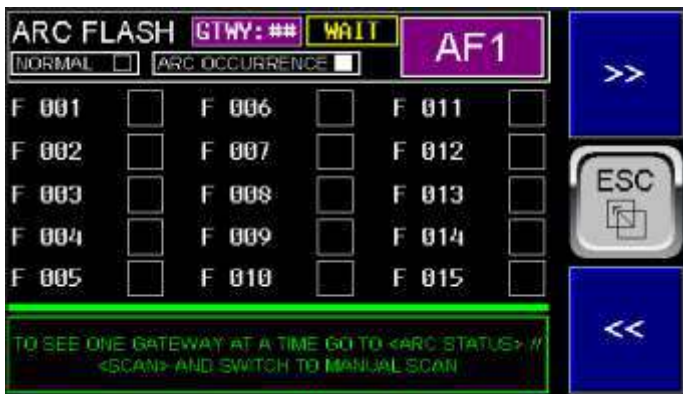 ARC FLASH GTWY:## WAIT AF1 >>
NORMAL ARC OCCURRENCE
F 001 F 006 F 011
F 002 F 007 F 012
F 003 F 008 F 013 ESC
F 004 F 009 F 014
F 005 F 010 F 015
<<
TO SEE ONE GATEWAY AT A TIME GO TO <ARC STATUS> //
<SCAN> AND SWITCH TO MANUAL SCAN